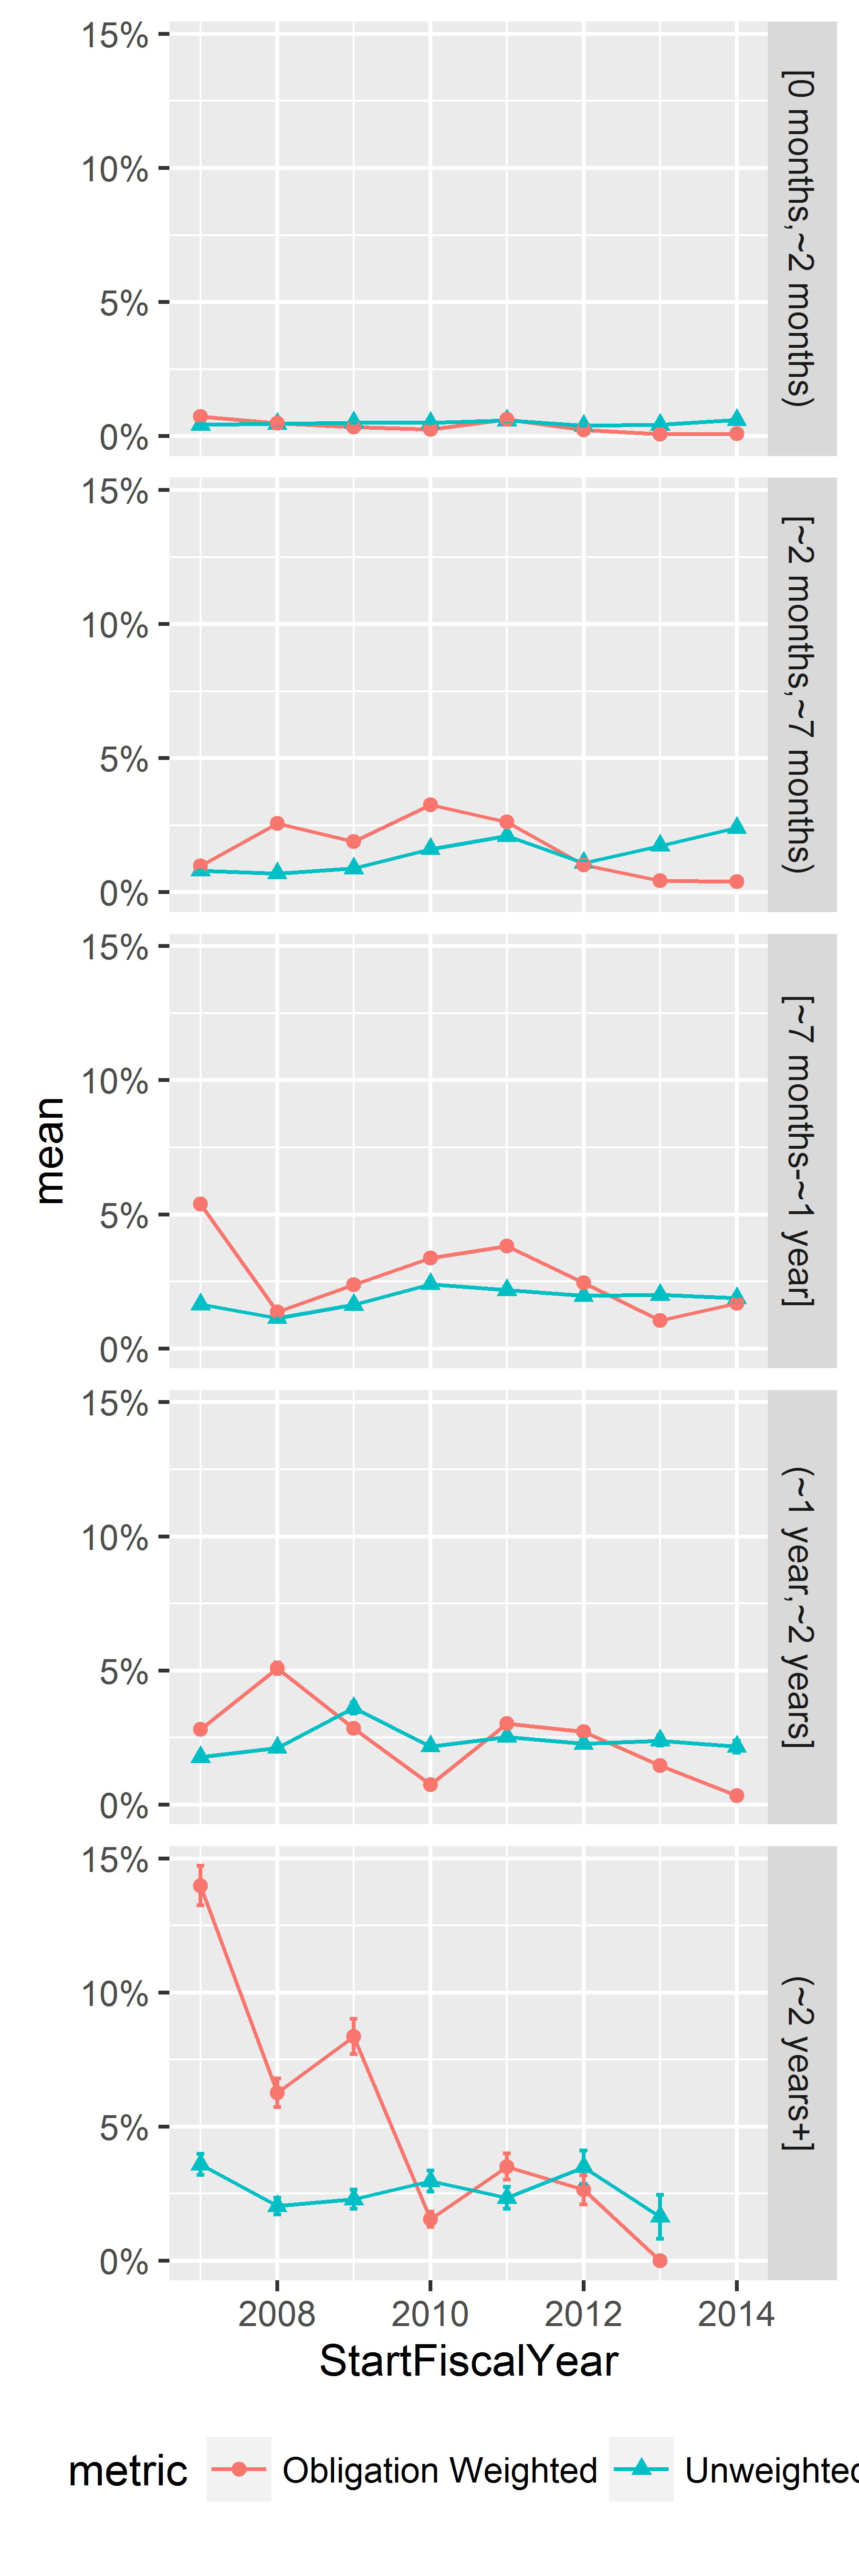 15%
10%
5%
0%
[0 months,~2 months)
15%
10%
5%
0%
[~2 months,~7 months)
15%
10%
5%
0%
[~7 months-~1 year]
15%
10%
5%
0%
(~1 year,~2 years]
15%
10%
5%
0%
(~2 years+]
mean
2008 2010 2012 2014
StartFiscalYear
metric Obligation Weighted Unweighted